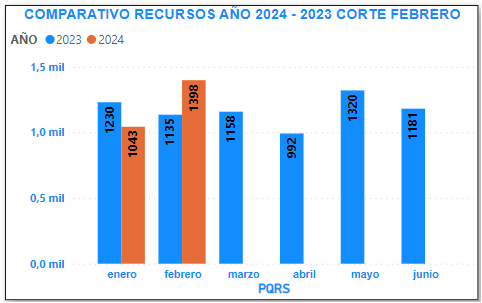 COMPARATIVO RECURSOS AÑO 2024 - 2023 CORTE FEBRERO
AÑO 2023 2024
1,5 mil
1,0 mil
0,5 mil
0,0 mil
1230
1043
1135
1398
1158
992
1320
1181
enero febrero marzo abril mayo junio
PQRS